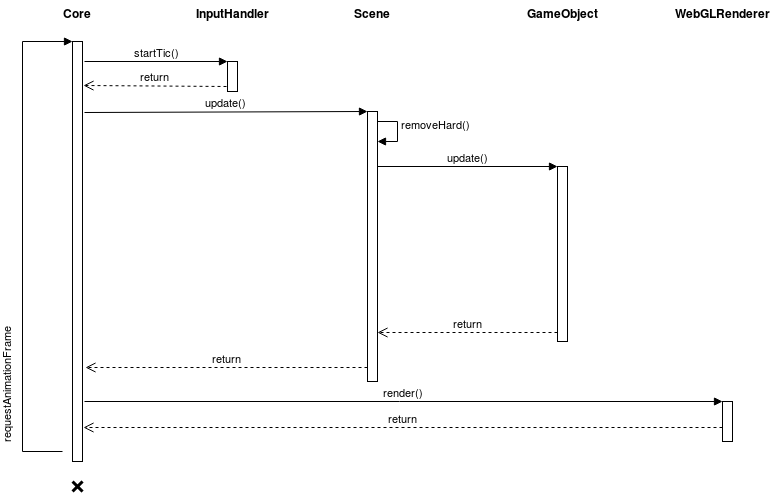 Core
InputHandler
Scene
GameObject
WebGLRenderer
startTic()
return
update()
removeHard()
update()
return
return
render()
return
requestAnimationFrame